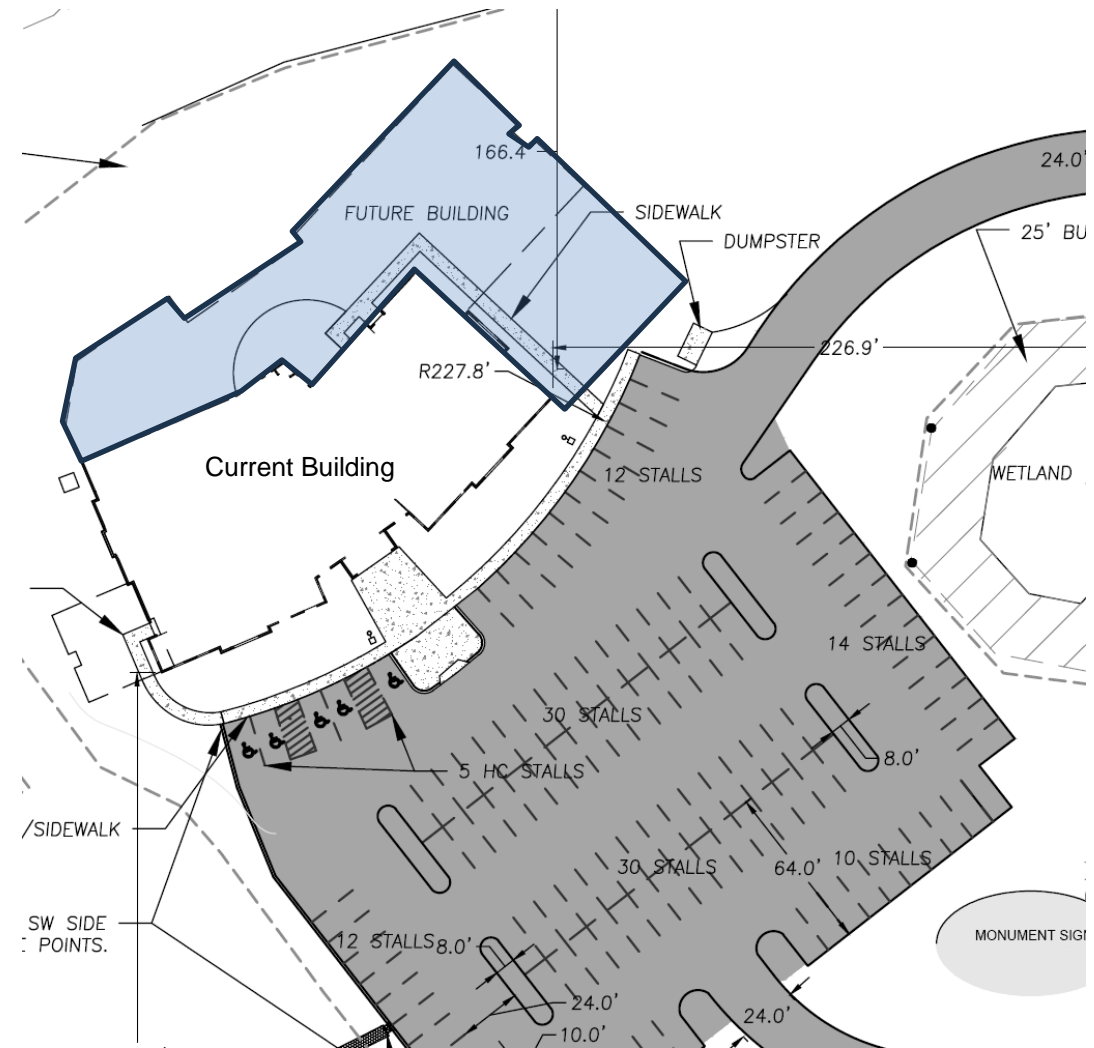 24.0'
166.4
FUTURE BUILDING
SIDEWALK
DUMPSTER
25' BU
226.9'
R227.8'
Current Building
12 STALLS
WETLAND
14 STALLS
30 STALLS
5 HC STALLS
8.0'
/SIDEWALK
30 STALLS
64.0'
10 STALLS
SW SIDE
POINTS.
12 STALLS
8.0'
MONUMENT SIGN
24.0'
24.0'
10.0'